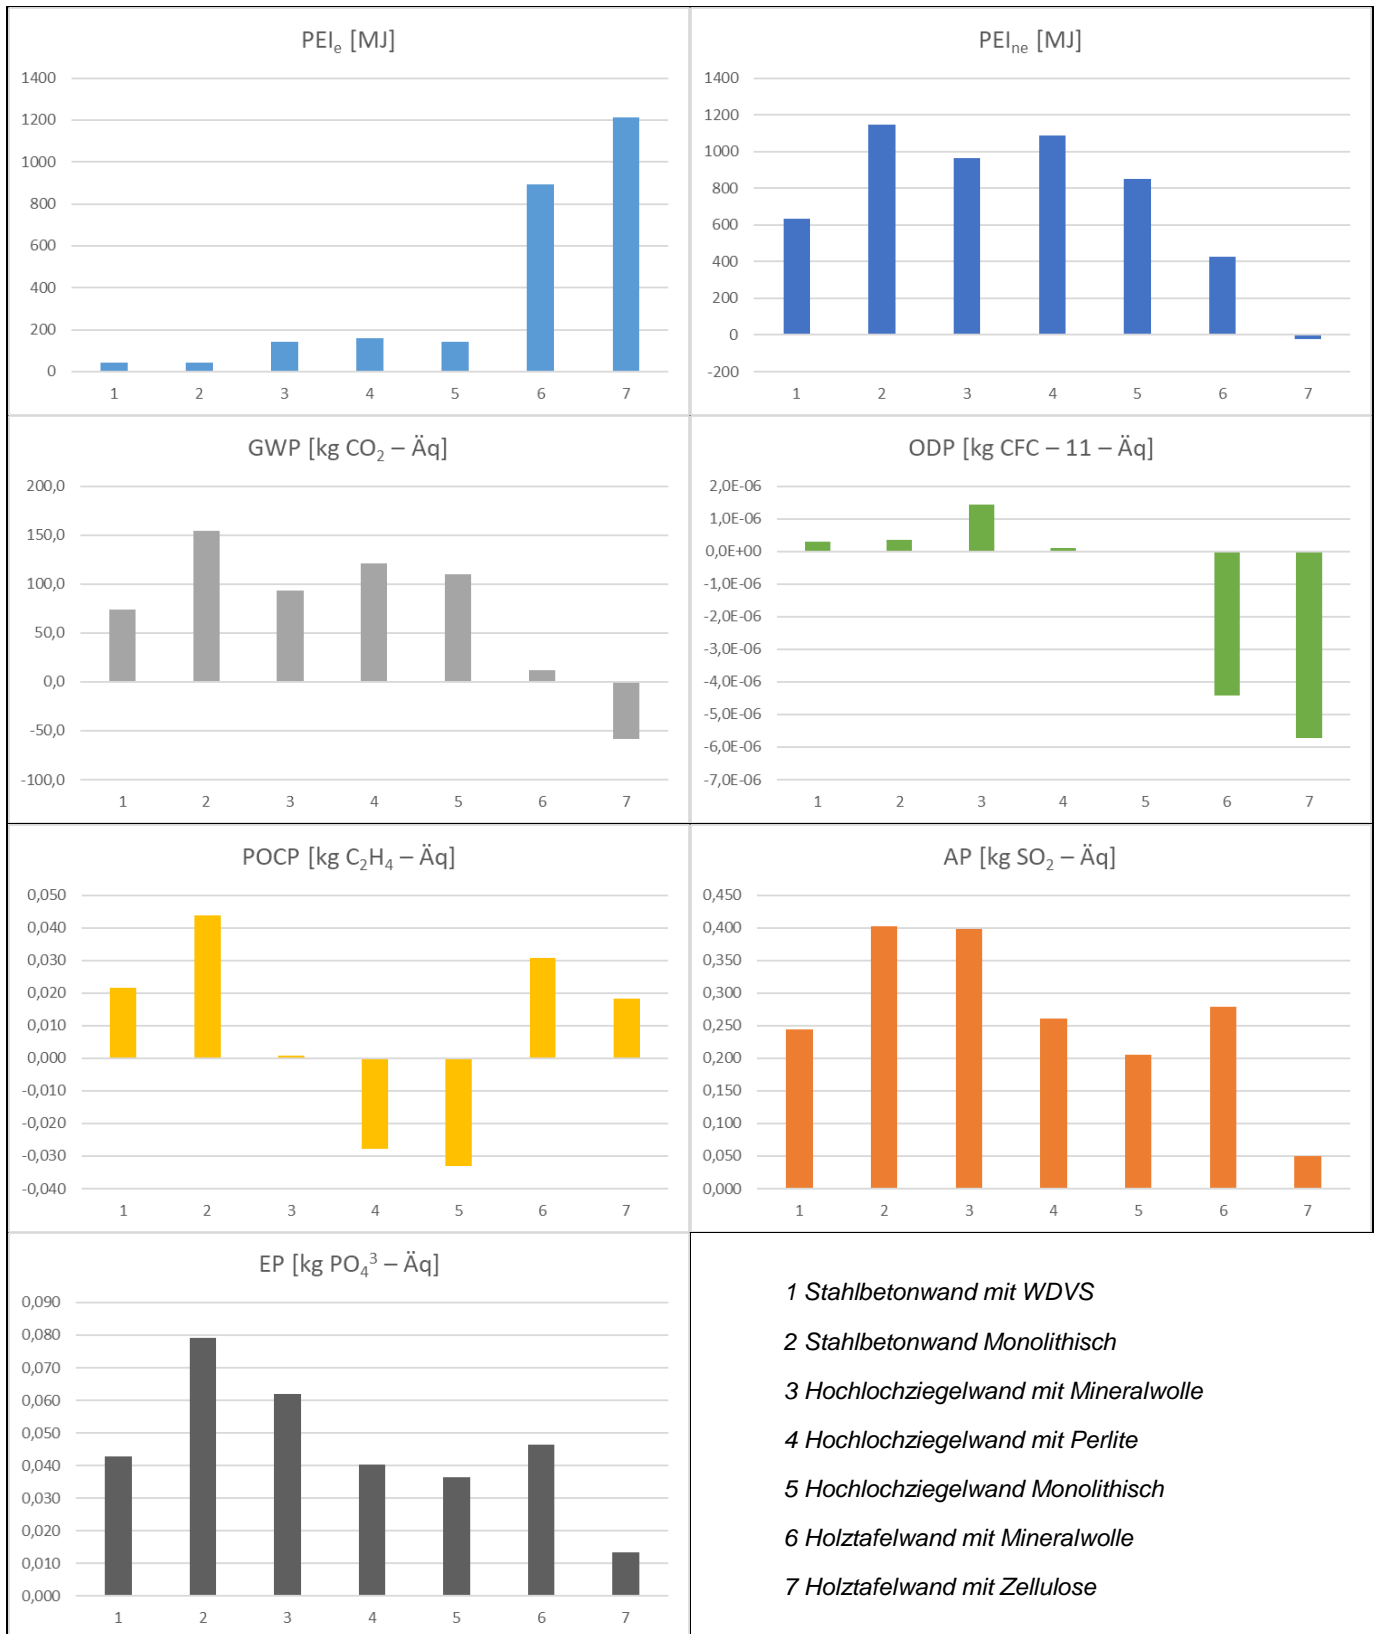 PEIₑ [MJ]
1400
1200
1000
800
600
400
200
0
1 2 3 4 5 6 7
PEIₙₑ [MJ]
1400
1200
1000
800
600
400
200
0
-200
1 2 3 4 5 6 7
GWP [kg CO₂ – Äq]
200,0
150,0
100,0
50,0
0,0
-50,0
-100,0
1 2 3 4 5 6 7
ODP [kg CFC – 11 – Äq]
2,0E-06
1,0E-06
0,0E+00
-1,0E-06
-2,0E-06
-3,0E-06
-4,0E-06
-5,0E-06
-6,0E-06
-7,0E-06
1 2 3 4 5 6 7
POCP [kg C₂H₄ – Äq]
0,050
0,040
0,030
0,020
0,010
0,000
-0,010
-0,020
-0,030
-0,040
1 2 3 4 5 6 7
AP [kg SO₂ – Äq]
0,450
0,400
0,350
0,300
0,250
0,200
0,150
0,100
0,050
0,000
1 2 3 4 5 6 7
EP [kg PO₄³ – Äq]
0,090
0,080
0,070
0,060
0,050
0,040
0,030
0,020
0,010
0,000
1 2 3 4 5 6 7
1 Stahlbetonwand mit WDVS
2 Stahlbetonwand Monolithisch
3 Hochlochziegelwand mit Mineralwolle
4 Hochlochziegelwand mit Perlite
5 Hochlochziegelwand Monolithisch
6 Holztafelwand mit Mineralwolle
7 Holztafelwand mit Zellulose